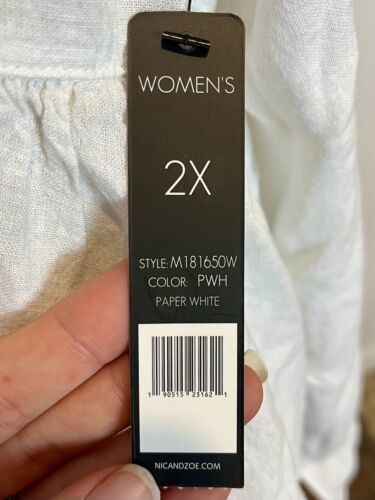 WOMEN'S
2X
STYLE: M181650W
COLOR: PWH
PAPER WHITE
1 90515 23162 1
NICANDZOE.COM